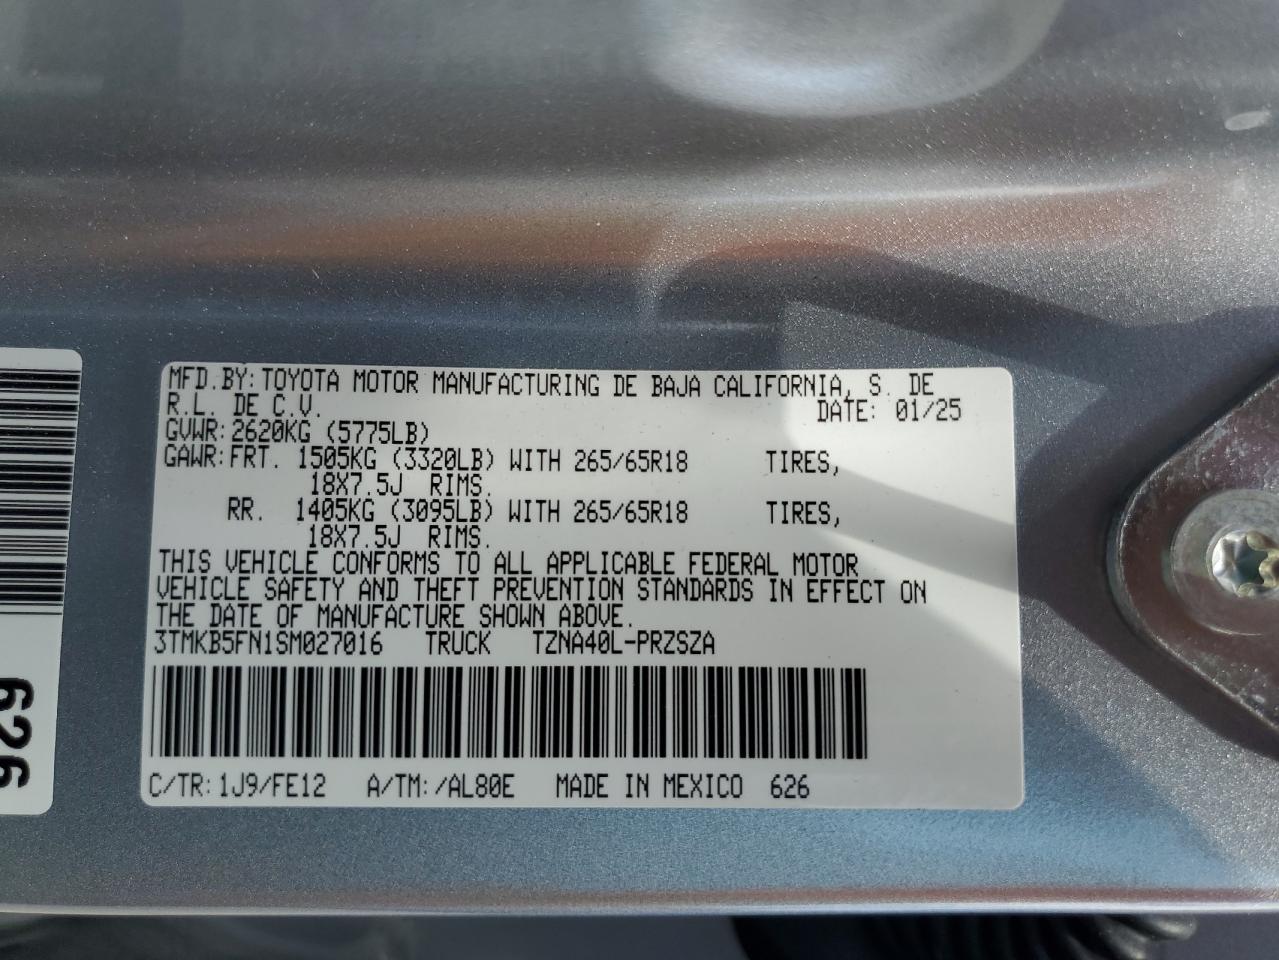 MFD.BY:TOYOTA MOTOR MANUFACTURING DE BAJA CALIFORNIA, S. DE
R.L. DE C.V. DATE: 01/25
GVWR:2620KG (5775LB)
GAWR:FRT. 1505KG (3320LB) WITH 265/65R18 TIRES,
18X7.5J RIMS.
RR. 1405KG (3095LB) WITH 265/65R18 TIRES,
18X7.5J RIMS.
THIS VEHICLE CONFORMS TO ALL APPLICABLE FEDERAL MOTOR
VEHICLE SAFETY AND THEFT PREVENTION STANDARDS IN EFFECT ON
THE DATE OF MANUFACTURE SHOWN ABOVE.
3TMKB5FN1SM027016 TRUCK TZNA40L-PRZSZA
C/TR:1J9/FE12 A/TM:/AL80E MADE IN MEXICO 626
626